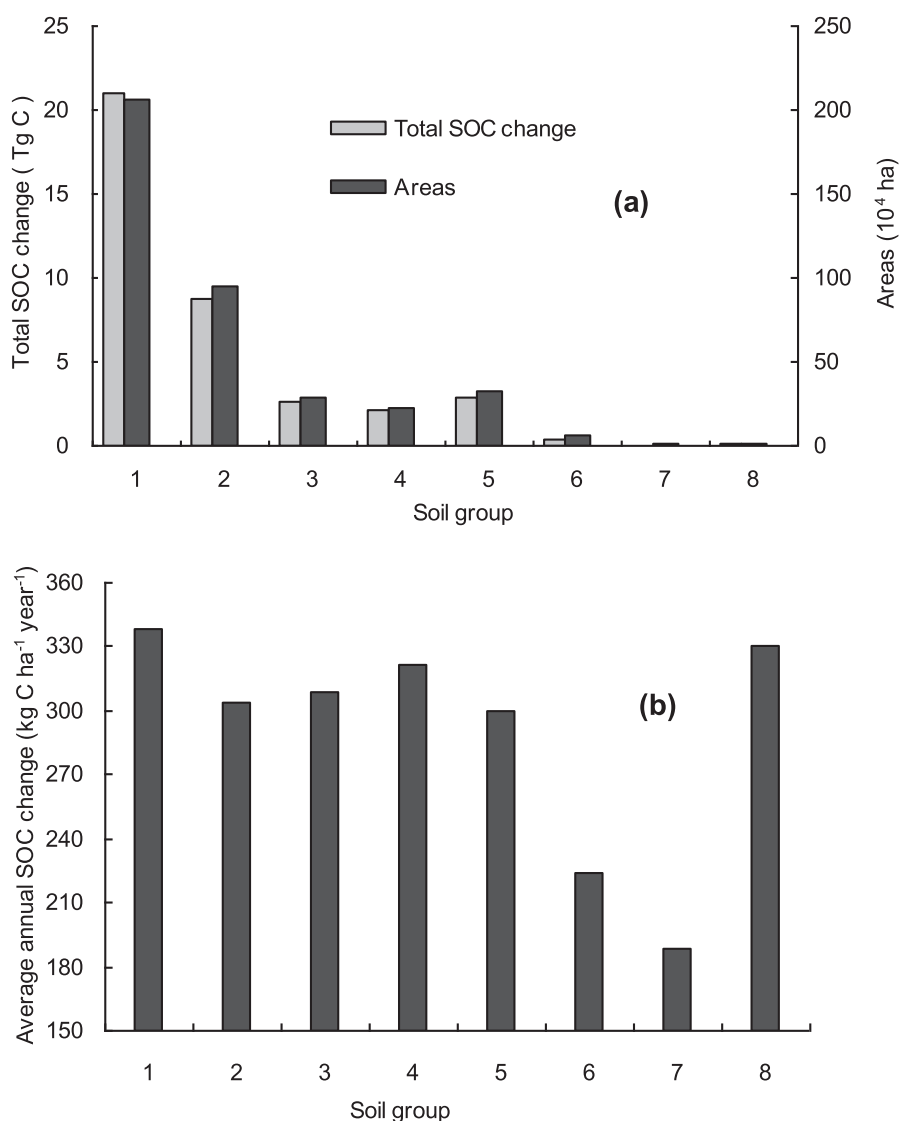 Total SOC change ( Tg C )
25
20
15
10
5
0
Total SOC change
Areas
(a)
250
200
150
100
50
0
Areas (10⁴ ha)
1 2 3 4 5 6 7 8
Soil group
Average annual SOC change (kg C ha⁻¹ year⁻¹)
360
330
300
270
240
210
180
150
(b)
1 2 3 4 5 6 7 8
Soil group